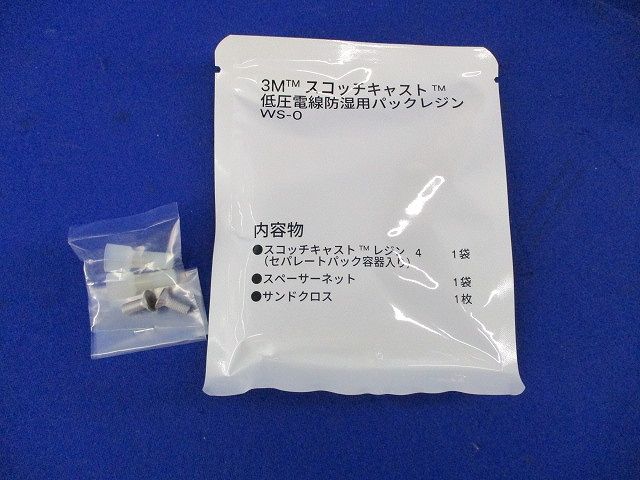 3M™ スコッチキャスト™
低圧電線防湿用パックレジン
WS-0
内容物
●スコッチキャスト™レジン 4 1袋
(セパレートパック容器入り)
●スペーサーネット 1袋
●サンドクロス 1枚